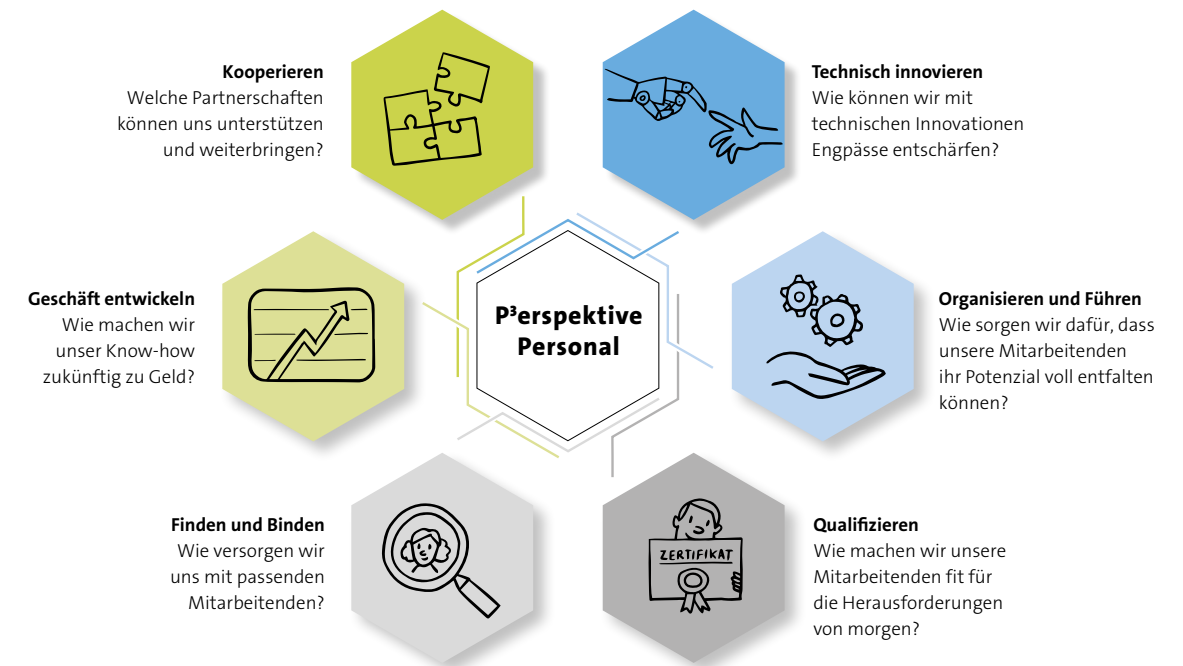 Kooperieren
Welche Partnerschaften
können uns unterstützen
und weiterbringen?
Technisch innovieren
Wie können wir mit
technischen Innovationen
Engpässe entschärfen?
Geschäft entwickeln
Wie machen wir
unser Know-how
zukünftig zu Geld?
P³erspektive
Personal
Organisieren und Führen
Wie sorgen wir dafür, dass
unsere Mitarbeitenden
ihr Potenzial voll entfalten
können?
Finden und Binden
Wie versorgen wir
uns mit passenden
Mitarbeitenden?
ZERTIFIKAT
Qualifizieren
Wie machen wir unsere
Mitarbeitenden fit für
die Herausforderungen
von morgen?